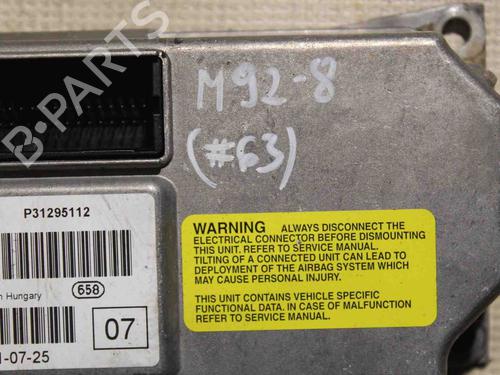 B-PARTS
M92-8
(#63)
P31295112
Hungary
658
07
-07-25
WARNING ALWAYS DISCONNECT THE
ELECTRICAL CONNECTOR BEFORE DISMOUNTING
THIS UNIT. REFER TO SERVICE MANUAL.
TILTING OF A CONNECTED UNIT CAN LEAD TO
DEPLOYMENT OF THE AIRBAG SYSTEM WHICH
MAY CAUSE PERSONAL INJURY.
THIS UNIT CONTAINS VEHICLE SPECIFIC
FUNCTIONAL DATA. IN CASE OF MALFUNCTION
REFER TO SERVICE MANUAL.